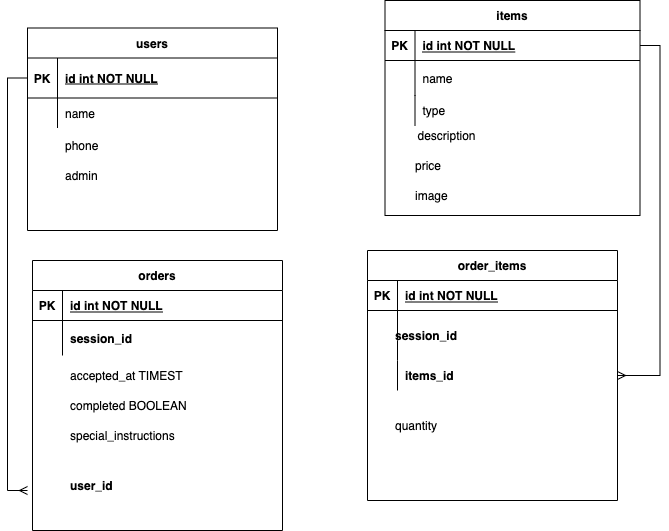 users
PK id int NOT NULL
name
phone
admin
items
PK id int NOT NULL
name
type
description
price
image
orders
PK id int NOT NULL
session_id
accepted_at TIMEST
completed BOOLEAN
special_instructions
user_id
order_items
PK id int NOT NULL
session_id
items_id
quantity